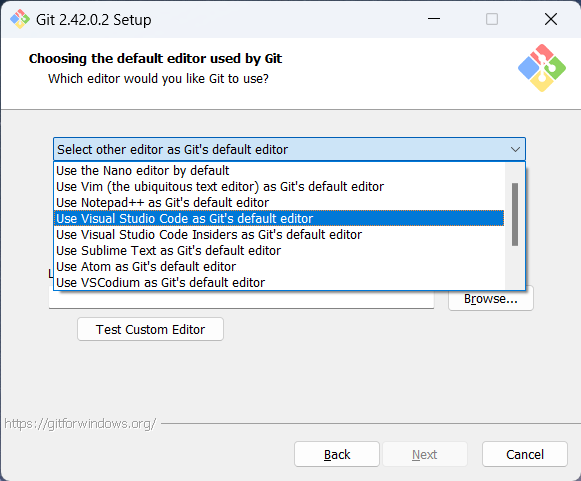 Git 2.42.0.2 Setup
Choosing the default editor used by Git
Which editor would you like Git to use?
Select other editor as Git's default editor
Use the Nano editor by default
Use Vim (the ubiquitous text editor) as Git's default editor
Use Notepad++ as Git's default editor
Use Visual Studio Code as Git's default editor
Use Visual Studio Code Insiders as Git's default editor
Use Sublime Text as Git's default editor
Use Atom as Git's default editor
Use VSCodium as Git's default editor
Browse...
Test Custom Editor
https://gitforwindows.org/
Back Next Cancel